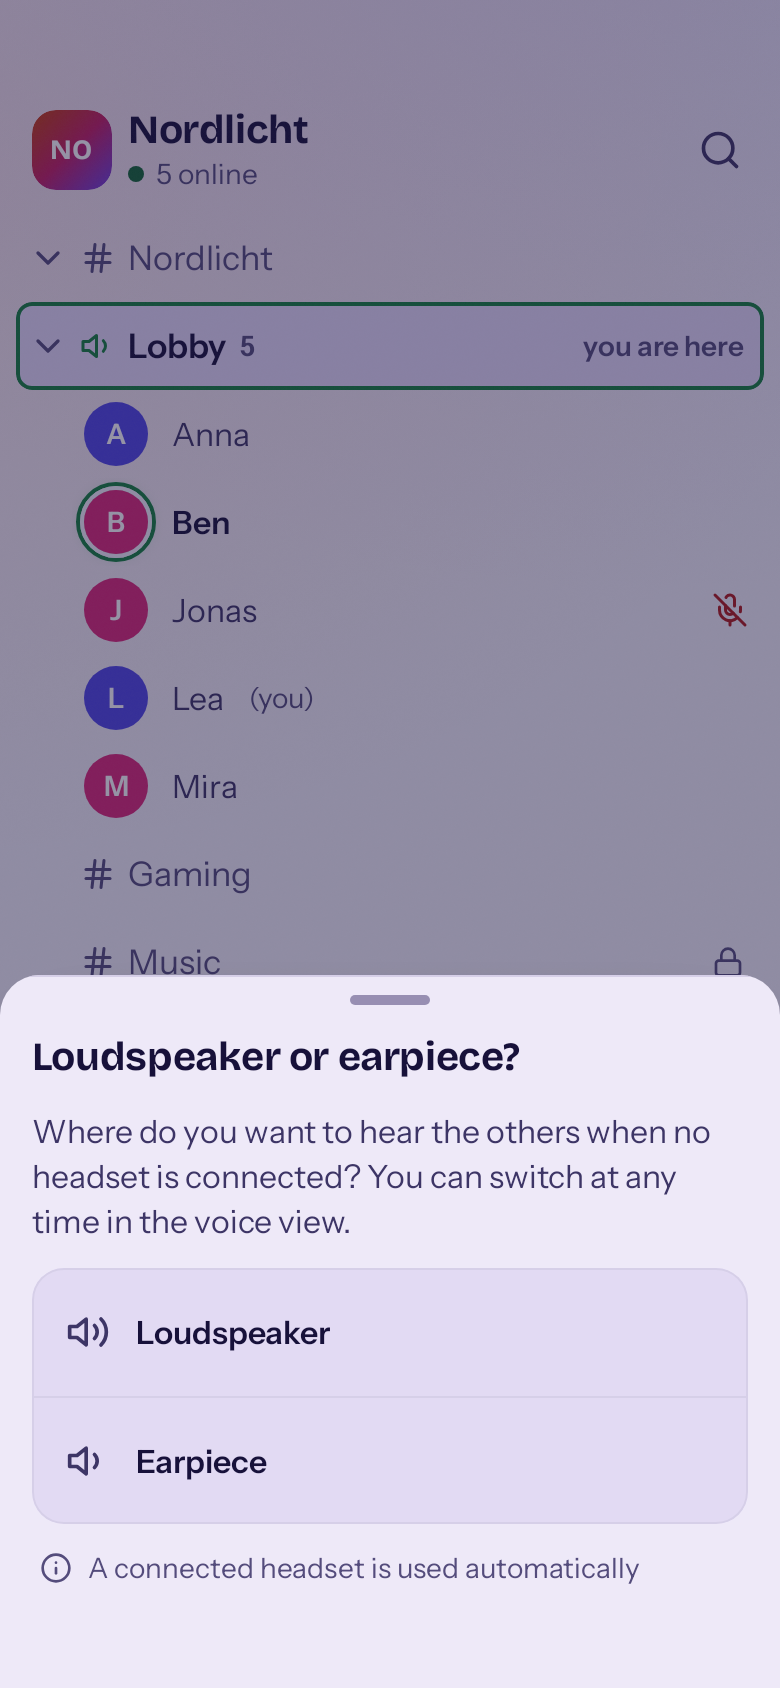 NO
Nordlicht
5 online
# Nordlicht
Lobby 5 you are here
A Anna
B Ben
J Jonas
L Lea (you)
M Mira
# Gaming
# Music
Loudspeaker or earpiece?
Where do you want to hear the others when no
headset is connected? You can switch at any
time in the voice view.
Loudspeaker
Earpiece
A connected headset is used automatically